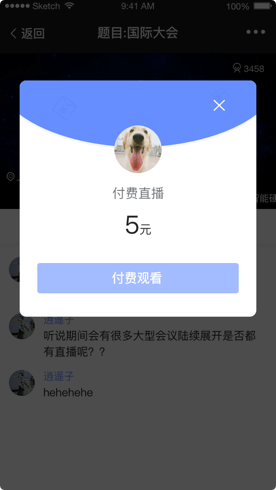 Sketch 9:41 AM 100%
返回 题目:国际大会
3458
付费直播
5元
付费观看
逍遥子
听说期间会有很多大型会议陆续展开是否都
有直播呢？？
逍遥子
hehehehe